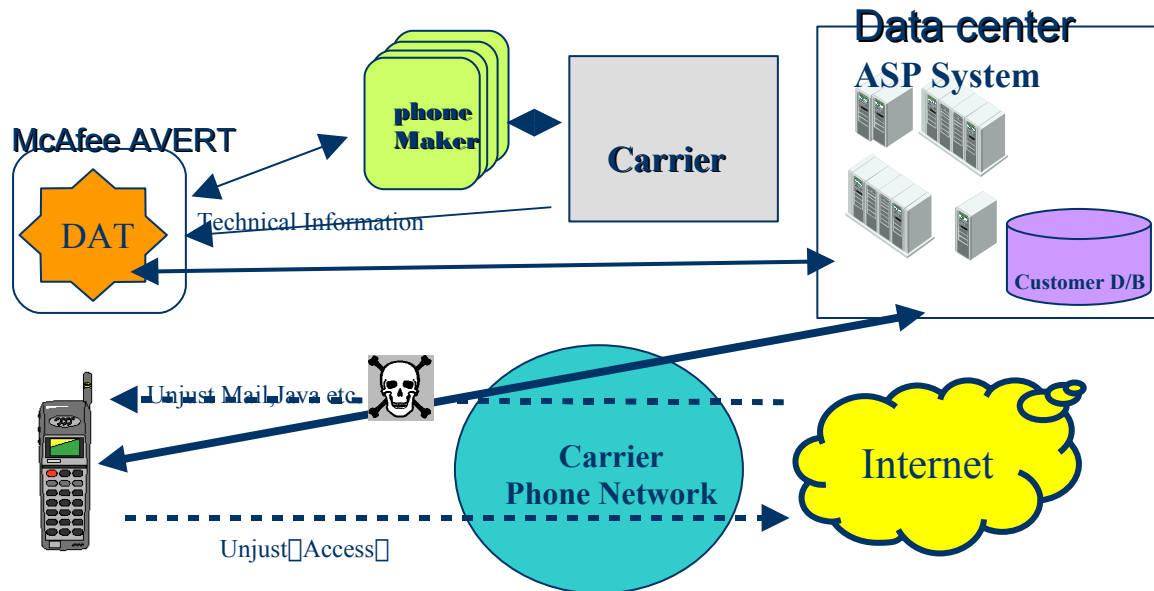 Data center
ASP System
phone
Maker
Carrier
McAfee AVERT
DAT
Technical Information
Customer D/B
Unjust Mail,Java etc
Carrier
Phone Network
Internet
Unjust□Access□